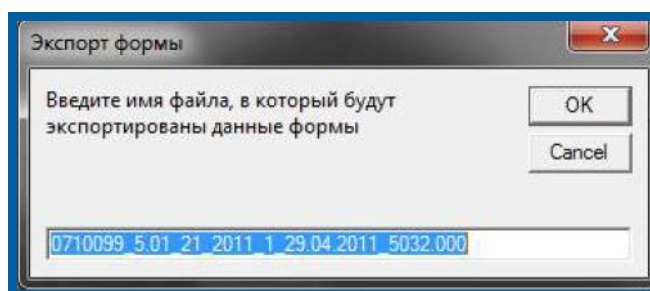 Экспорт формы
Введите имя файла, в который будут
экспортированы данные формы
OK
Cancel
0710099_5.01_21_2011_1_29.04.2011_5032.000